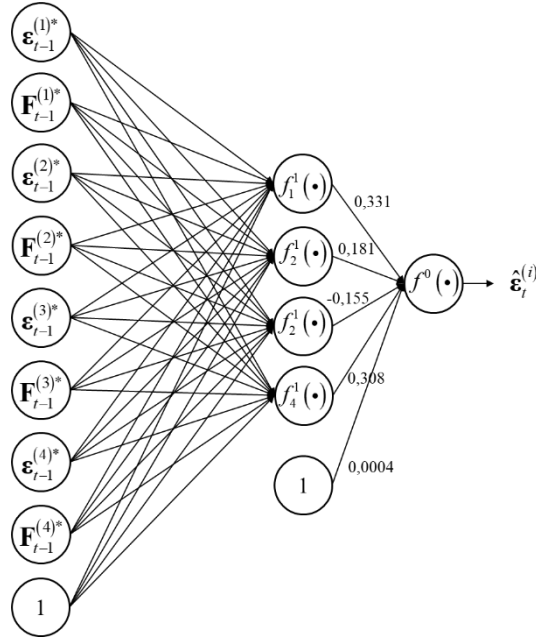 ε_{t−1}^{(1)*}
F_{t−1}^{(1)*}
ε_{t−1}^{(2)*}
F_{t−1}^{(2)*}
ε_{t−1}^{(3)*}
F_{t−1}^{(3)*}
ε_{t−1}^{(4)*}
F_{t−1}^{(4)*}
1
f_1^1(•)
f_2^1(•)
f_2^1(•)
f_4^1(•)
1
0,331
0,181
-0,155
0,308
0,0004
f^0(•)
ε̂_t^{(i)}